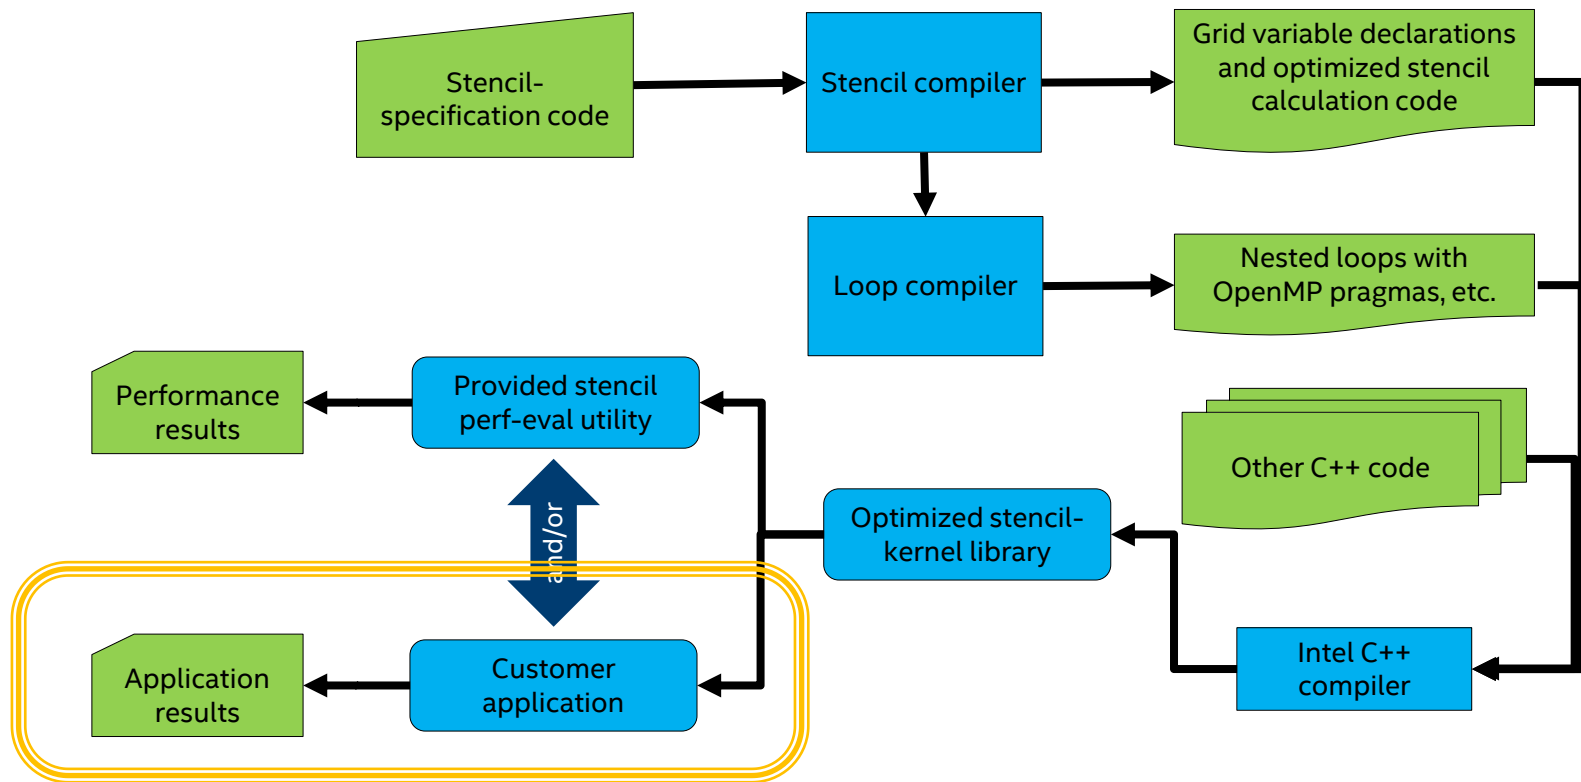 Stencil-
specification code
Stencil compiler
Grid variable declarations
and optimized stencil
calculation code
Loop compiler
Nested loops with
OpenMP pragmas, etc.
Performance
results
Provided stencil
perf-eval utility
and/or
Other C++ code
Optimized stencil-
kernel library
Application
results
Customer
application
Intel C++
compiler